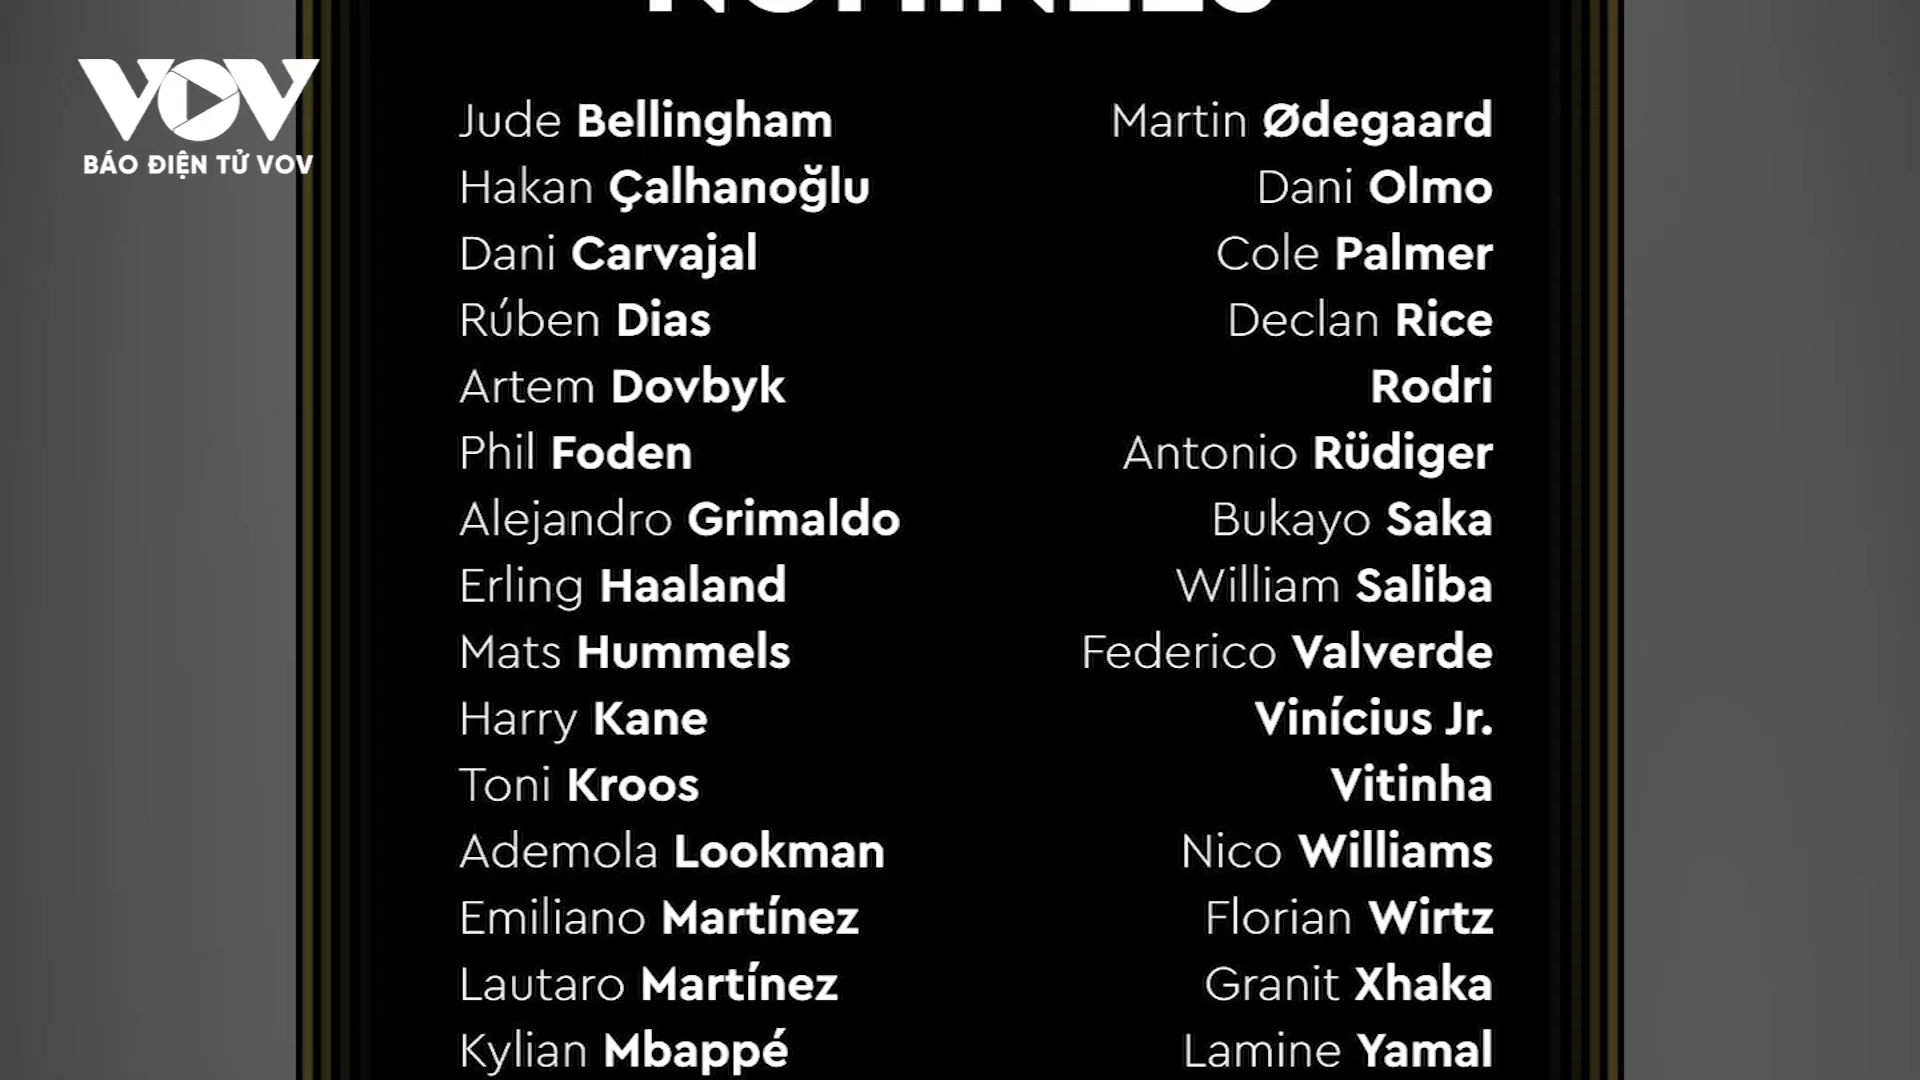 NOMINEES
VOV
BÁO ĐIỆN TỬ VOV
Jude Bellingham
Hakan Çalhanoğlu
Dani Carvajal
Rúben Dias
Artem Dovbyk
Phil Foden
Alejandro Grimaldo
Erling Haaland
Mats Hummels
Harry Kane
Toni Kroos
Ademola Lookman
Emiliano Martínez
Lautaro Martínez
Kylian Mbappé
Martin Ødegaard
Dani Olmo
Cole Palmer
Declan Rice
Rodri
Antonio Rüdiger
Bukayo Saka
William Saliba
Federico Valverde
Vinícius Jr.
Vitinha
Nico Williams
Florian Wirtz
Granit Xhaka
Lamine Yamal